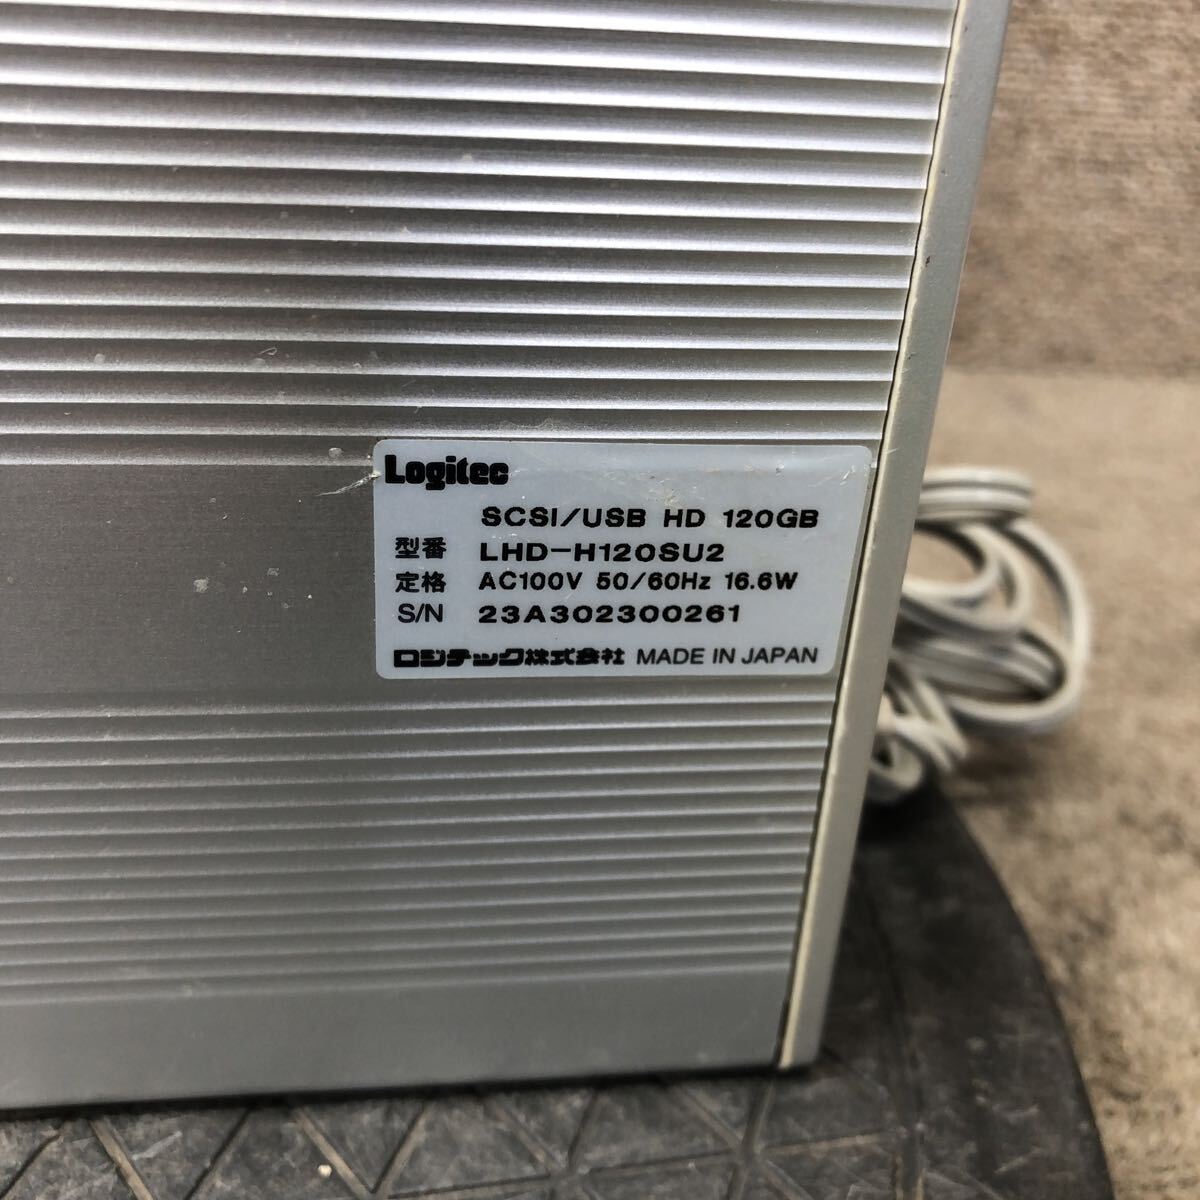 Logitec
SCSI/USB HD 120GB
型番 LHD-H120SU2
定格 AC100V 50/60Hz 16.6W
S/N 23A302300261
ロジテック株式会社 MADE IN JAPAN